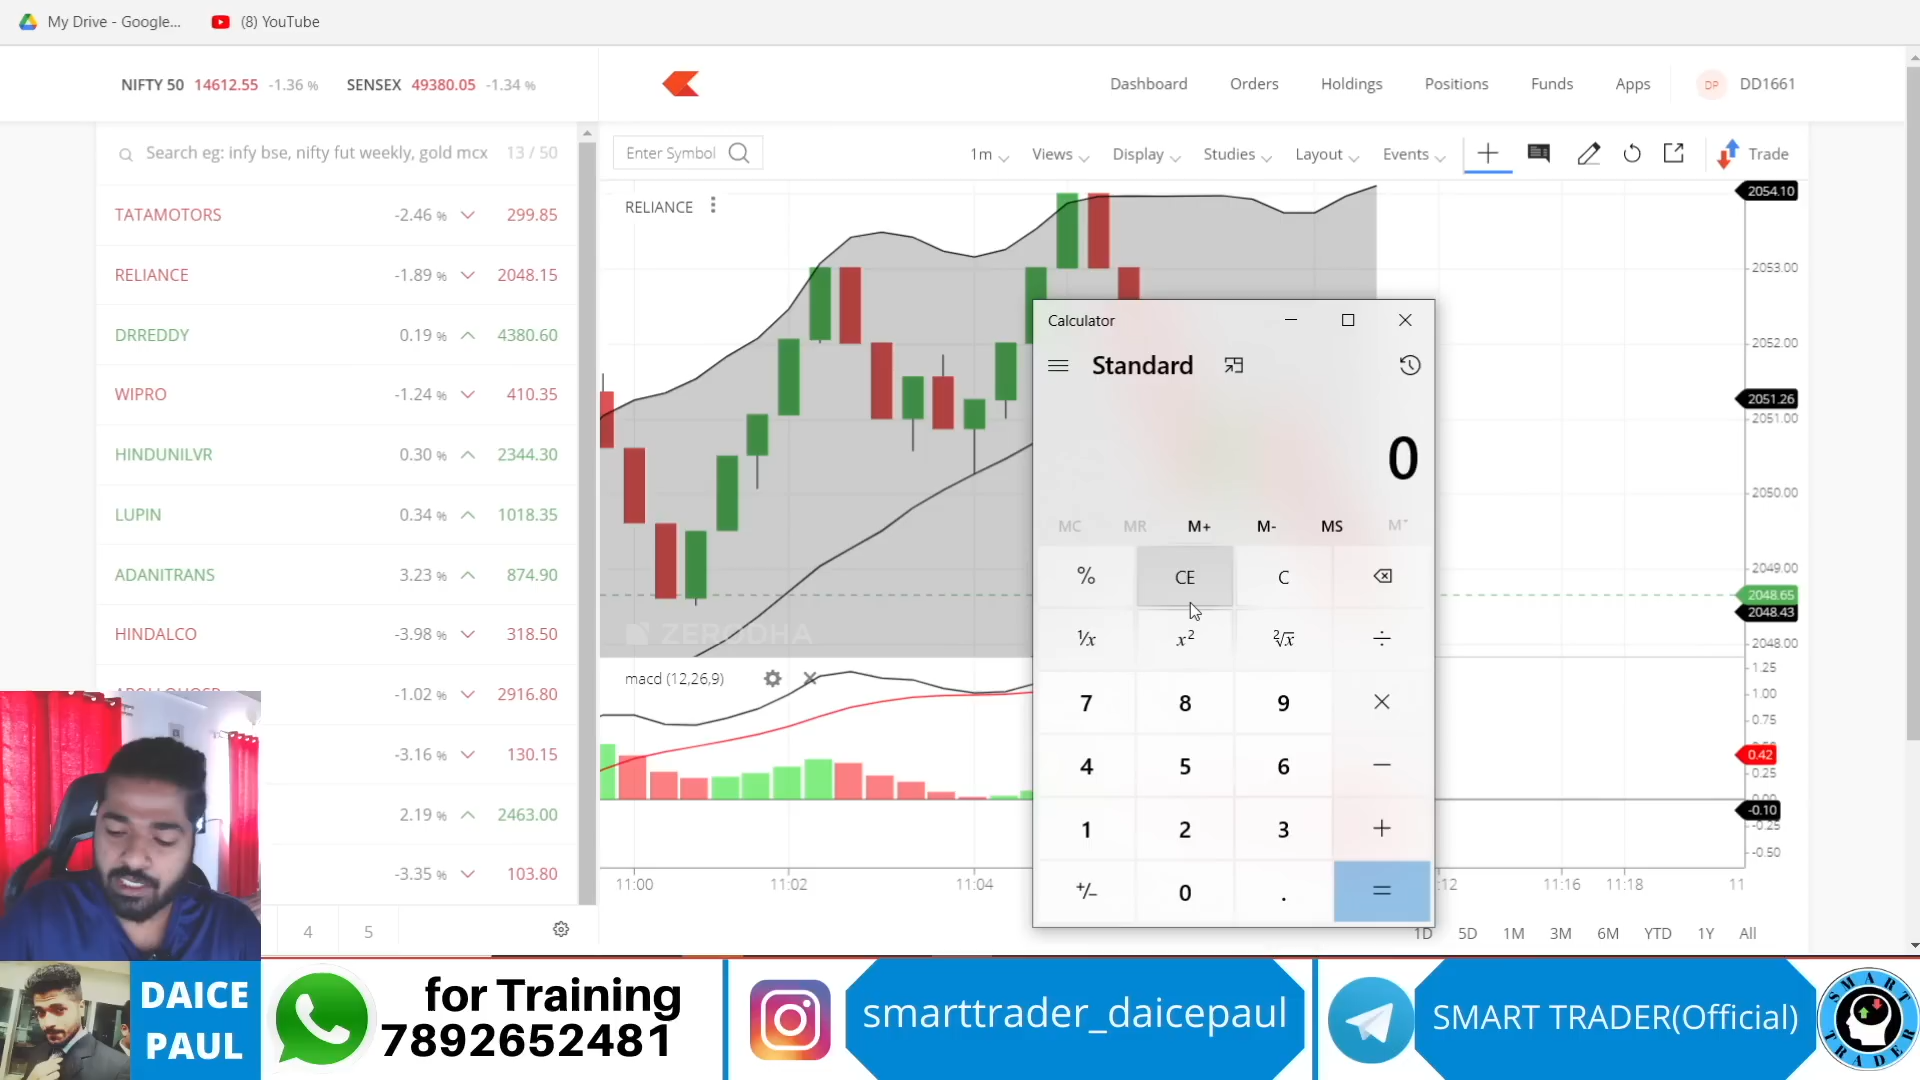 My Drive - Google...
(8) YouTube
NIFTY 50 14612.55 -1.36 % SENSEX 49380.05 -1.34 %
Dashboard Orders Holdings Positions Funds Apps DP DD1661
Search eg: infy bse, nifty fut weekly, gold mcx 13 / 50
Enter Symbol 1m Views Display Studies Layout Events Trade
TATAMOTORS -2.46 % 299.85
RELIANCE -1.89 % 2048.15
DRREDDY 0.19 % 4380.60
WIPRO -1.24 % 410.35
HINDUNILVR 0.30 % 2344.30
LUPIN 0.34 % 1018.35
ADANITRANS 3.23 % 874.90
HINDALCO -3.98 % 318.50
-1.02 % 2916.80
-3.16 % 130.15
2.19 % 2463.00
-3.35 % 103.80
4 5
RELIANCE
ZERODHA
macd (12,26,9)
2054.10
2053.00
2052.00
2051.26
2051.00
2050.00
2049.00
2048.65
2048.43
2048.00
1.25
1.00
0.75
0.42
0.25
0.00
-0.10
-0.25
-0.50
11:00 11:02 11:04 :12 11:16 11:18 11
1D 5D 1M 3M 6M YTD 1Y All
Calculator
Standard
0
MC MR M+ M- MS M˅
% CE C
⅟x x² ²√x ÷
7 8 9 ×
4 5 6 −
1 2 3 +
+/− 0 . =
DAICE
PAUL
for Training
7892652481
smarttrader_daicepaul
SMART TRADER(Official)
SMART
TRADER